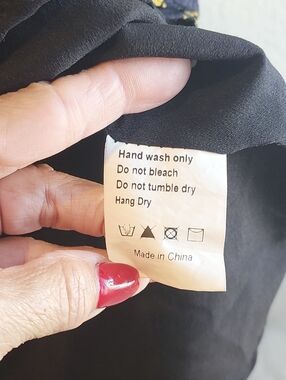 Hand wash only
Do not bleach
Do not tumble dry
Hang Dry
Made in China